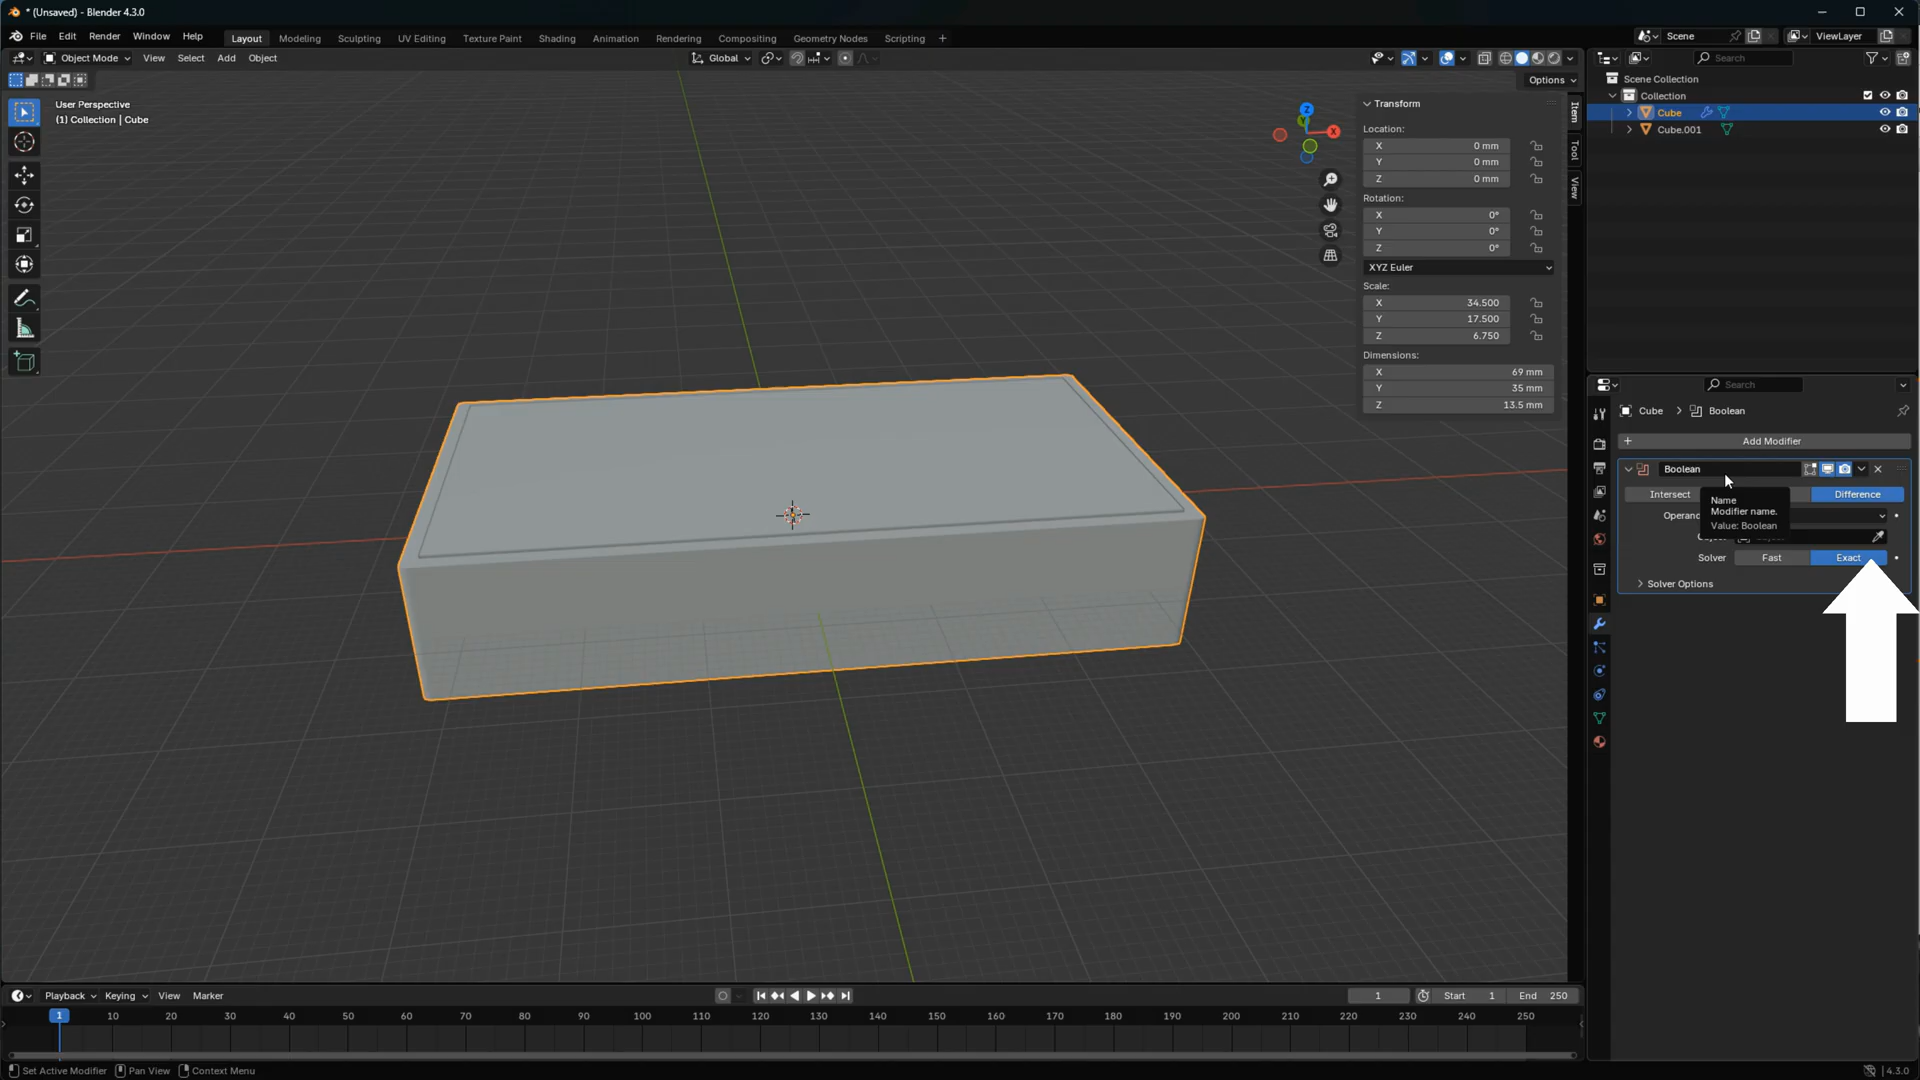 * (Unsaved) - Blender 4.3.0
File Edit Render Window Help
Layout Modeling Sculpting UV Editing Texture Paint Shading Animation Rendering Compositing Geometry Nodes Scripting +
Scene
ViewLayer
Object Mode View Select Add Object
Global
Options
User Perspective
(1) Collection | Cube
Z
X
Transform
Location:
X 0 mm
Y 0 mm
Z 0 mm
Rotation:
X 0°
Y 0°
Z 0°
XYZ Euler
Scale:
X 34.500
Y 17.500
Z 6.750
Dimensions:
X 69 mm
Y 35 mm
Z 13.5 mm
Item
Tool
View
Search
Scene Collection
Collection
Cube
Cube.001
Search
Cube > Boolean
+ Add Modifier
Boolean
Intersect Difference
Name
Modifier name.
Value: Boolean
Solver Fast Exact
Solver Options
Playback Keying View Marker
1 Start 1 End 250
1 10 20 30 40 50 60 70 80 90 100 110 120 130 140 150 160 170 180 190 200 210 220 230 240 250
Set Active Modifier Pan View Context Menu
4.3.0